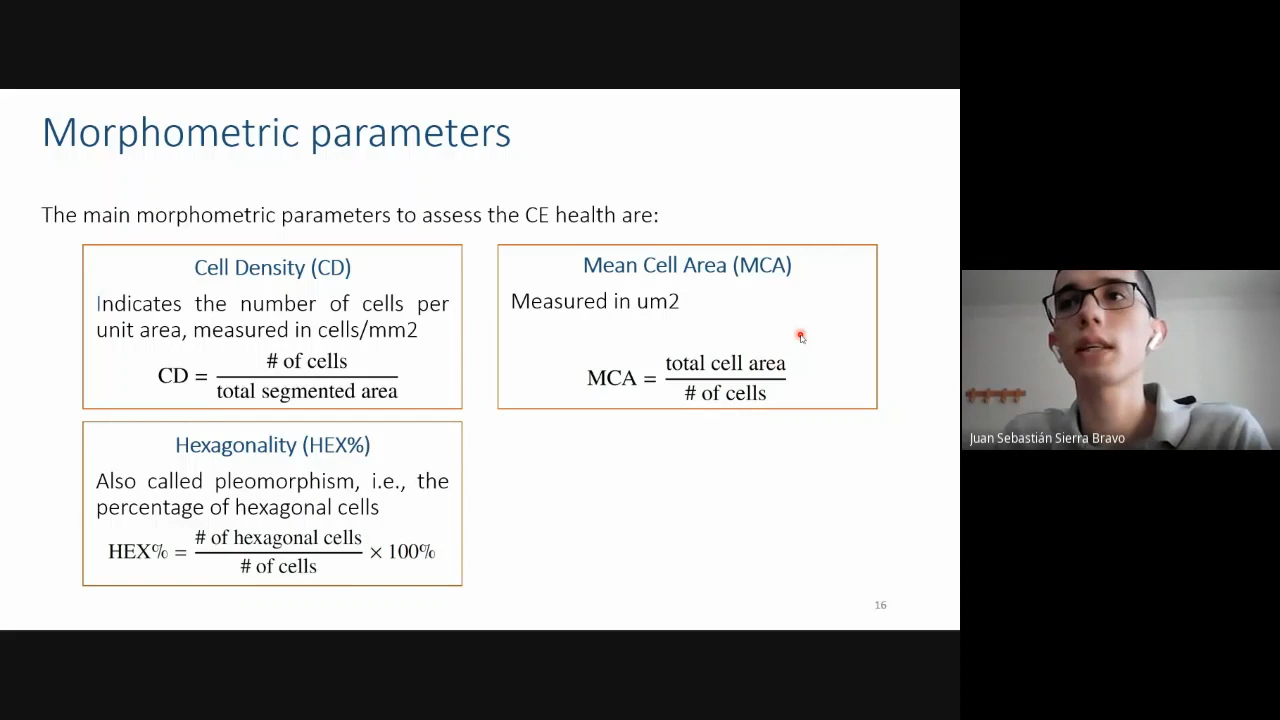 Morphometric parameters
The main morphometric parameters to assess the CE health are:
Cell Density (CD)
Indicates the number of cells per
unit area, measured in cells/mm2
CD = # of cells / total segmented area
Mean Cell Area (MCA)
Measured in um2
MCA = total cell area / # of cells
Hexagonality (HEX%)
Also called pleomorphism, i.e., the
percentage of hexagonal cells
HEX% = # of hexagonal cells / # of cells × 100%
16
Juan Sebastián Sierra Bravo